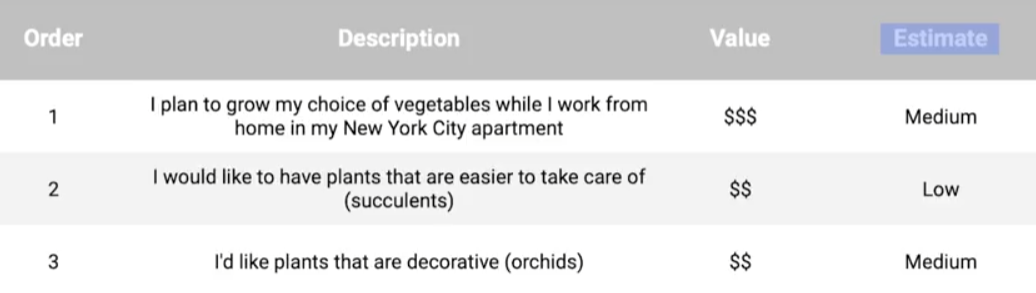 Order Description Value Estimate
1 I plan to grow my choice of vegetables while I work from home in my New York City apartment $$$ Medium
2 I would like to have plants that are easier to take care of (succulents) $$ Low
3 I'd like plants that are decorative (orchids) $$ Medium